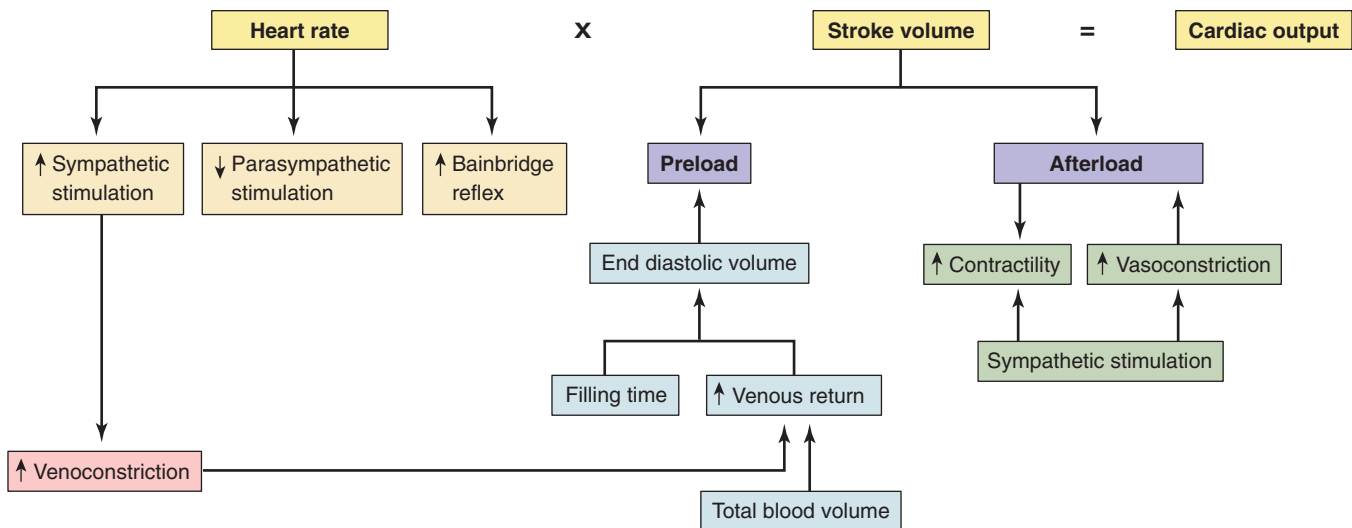 Heart rate
x
Stroke volume
=
Cardiac output
↑ Sympathetic
stimulation
↓ Parasympathetic
stimulation
↑ Bainbridge
reflex
Preload
Afterload
End diastolic volume
↑ Contractility
↑ Vasoconstriction
Sympathetic stimulation
Filling time
↑ Venous return
↑ Venoconstriction
Total blood volume